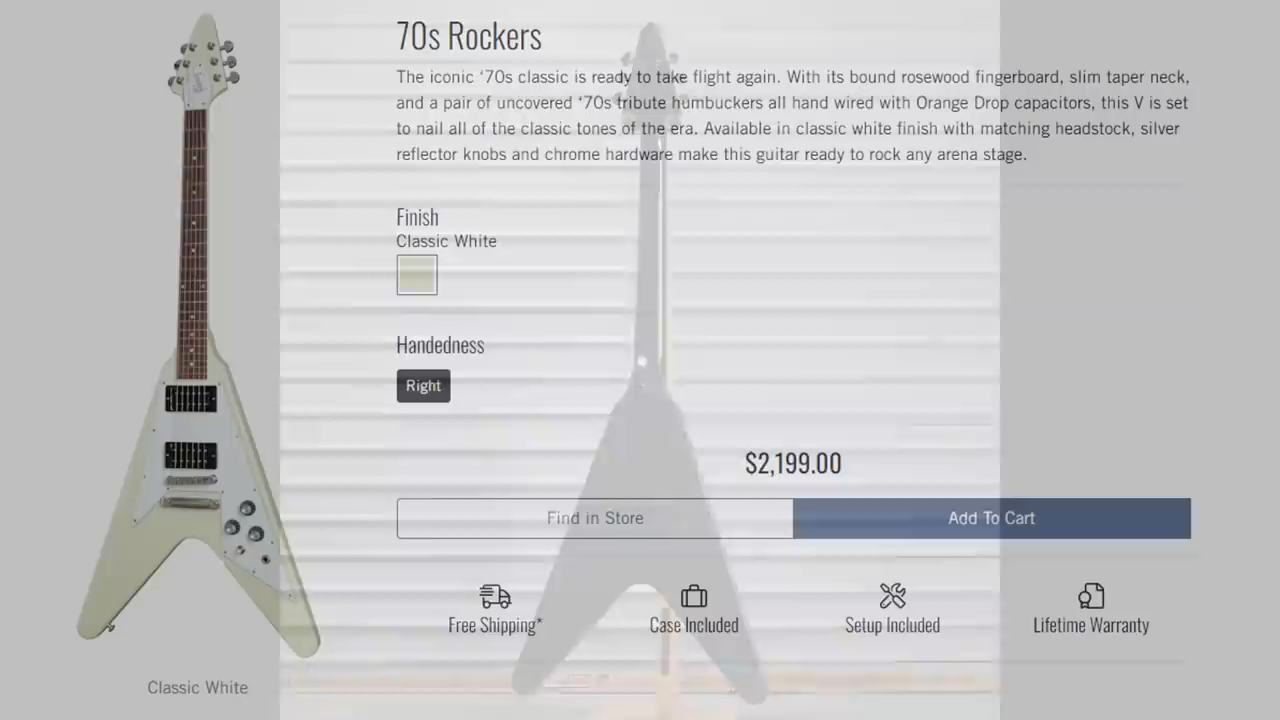 70s Rockers
The iconic ‘70s classic is ready to take flight again. With its bound rosewood fingerboard, slim taper neck,
and a pair of uncovered ‘70s tribute humbuckers all hand wired with Orange Drop capacitors, this V is set
to nail all of the classic tones of the era. Available in classic white finish with matching headstock, silver
reflector knobs and chrome hardware make this guitar ready to rock any arena stage.
Finish
Classic White
Handedness
Right
$2,199.00
Find in Store
Add To Cart
Free Shipping*
Case Included
Setup Included
Lifetime Warranty
Classic White